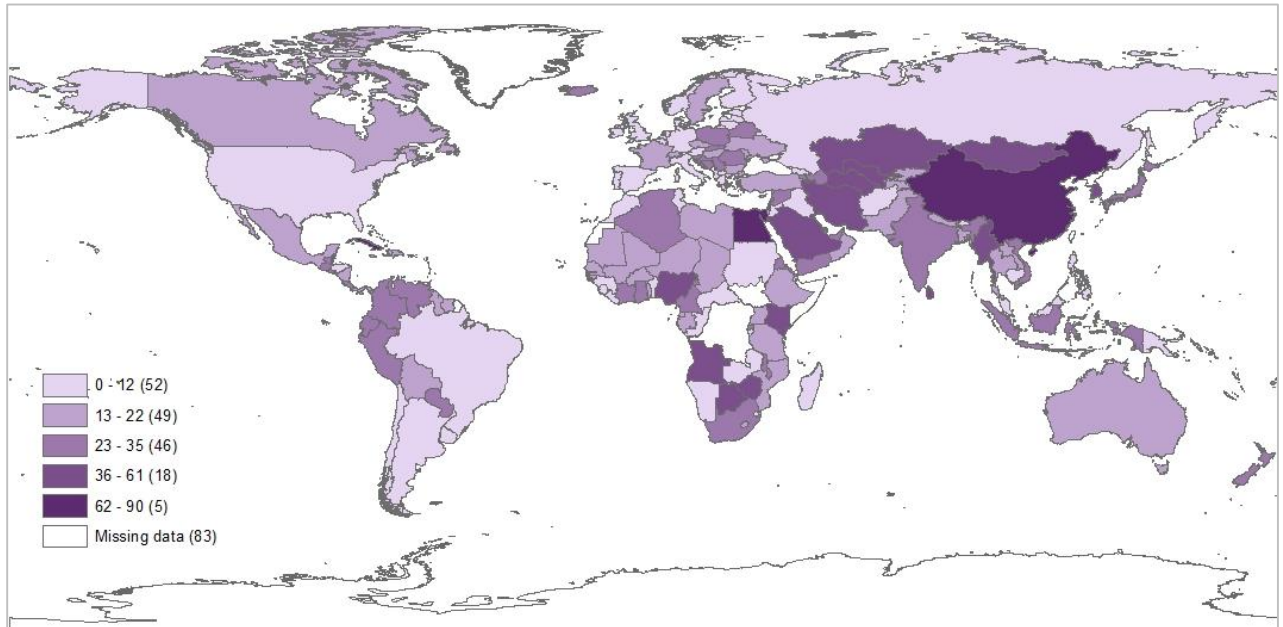 0 - 12 (52)
13 - 22 (49)
23 - 35 (46)
36 - 61 (18)
62 - 90 (5)
Missing data (83)